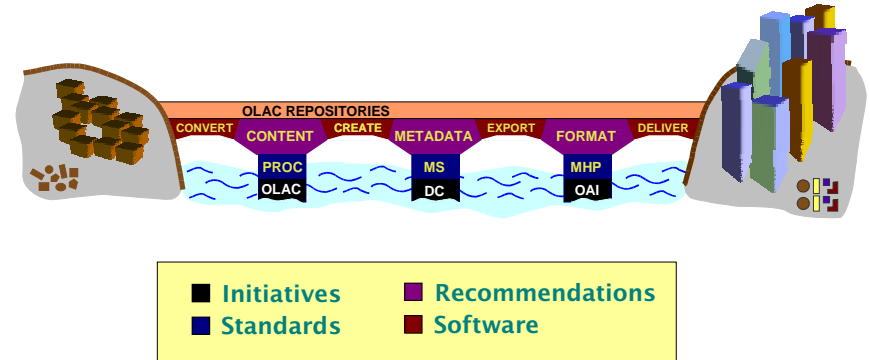 OLAC REPOSITORIES
CONVERT CONTENT CREATE METADATA EXPORT FORMAT DELIVER
PROC MS MHP
OLAC DC OAI
Initiatives Recommendations
Standards Software